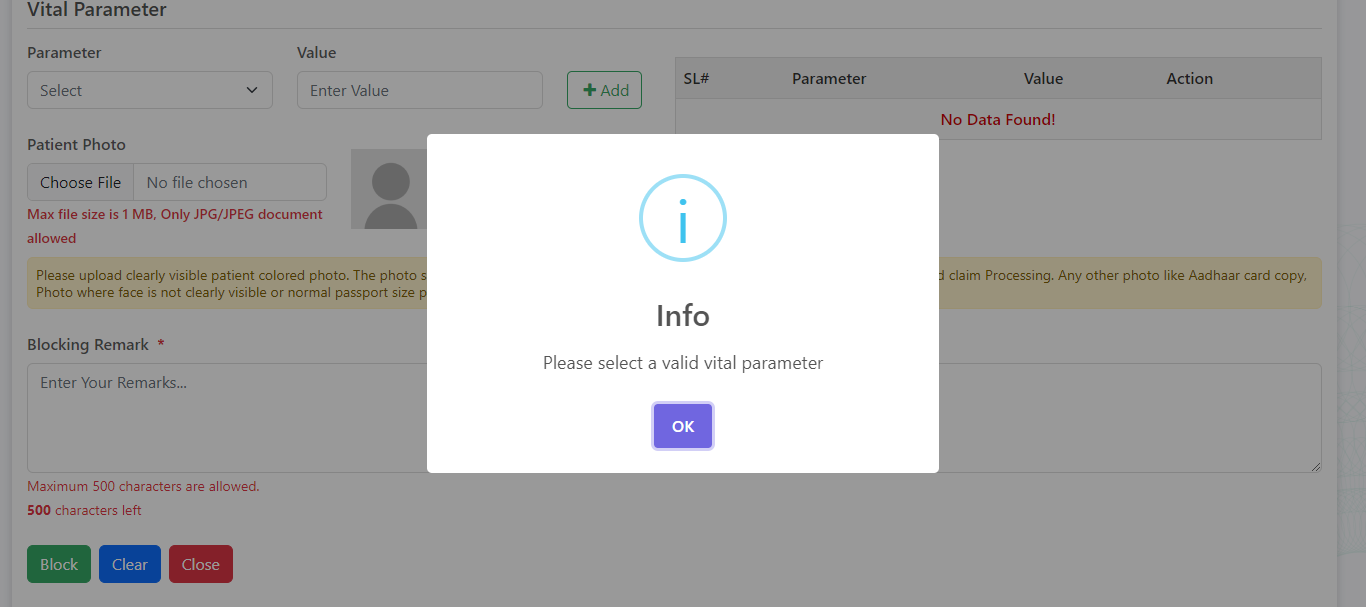 Vital Parameter
Parameter
Value
Select
Enter Value
+ Add
SL# Parameter Value Action
No Data Found!
Patient Photo
Choose File No file chosen
Max file size is 1 MB, Only JPG/JPEG document
allowed
Please upload clearly visible patient colored photo. The photo
claim Processing. Any other photo like Aadhaar card copy,
Photo where face is not clearly visible or normal passport size
Info
Please select a valid vital parameter
OK
Blocking Remark *
Enter Your Remarks...
Maximum 500 characters are allowed.
500 characters left
Block Clear Close